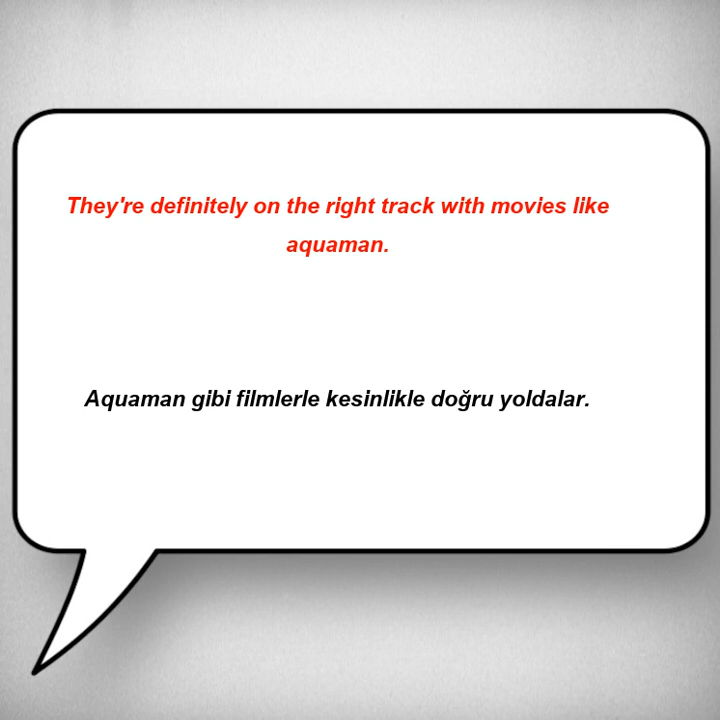 They're definitely on the right track with movies like
aquaman.
Aquaman gibi filmlerle kesinlikle doğru yoldalar.